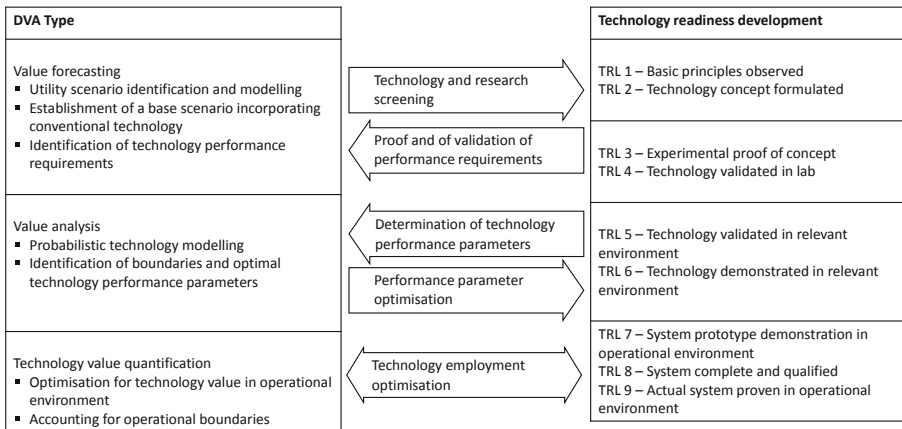 DVA Type
Value forecasting
▪ Utility scenario identification and modelling
▪ Establishment of a base scenario incorporating
conventional technology
▪ Identification of technology performance
requirements
Value analysis
▪ Probabilistic technology modelling
▪ Identification of boundaries and optimal
technology performance parameters
Technology value quantification
▪ Optimisation for technology value in operational
environment
▪ Accounting for operational boundaries
Technology and research
screening
Proof and of validation of
performance requirements
Determination of technology
performance parameters
Performance parameter
optimisation
Technology employment
optimisation
Technology readiness development
TRL 1 – Basic principles observed
TRL 2 – Technology concept formulated
TRL 3 – Experimental proof of concept
TRL 4 – Technology validated in lab
TRL 5 – Technology validated in relevant
environment
TRL 6 – Technology demonstrated in relevant
environment
TRL 7 – System prototype demonstration in
operational environment
TRL 8 – System complete and qualified
TRL 9 – Actual system proven in operational
environment